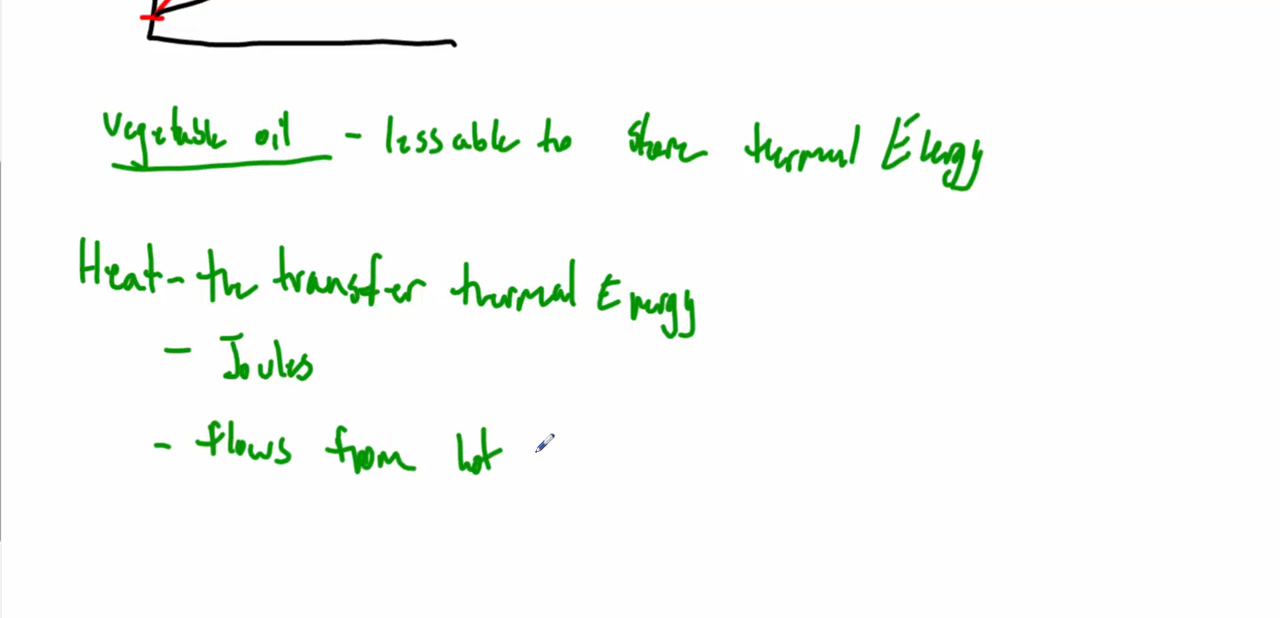 Vegetable oil - less able to store thermal Energy
Heat - the transfer thermal Energy
- Joules
- flows from hot